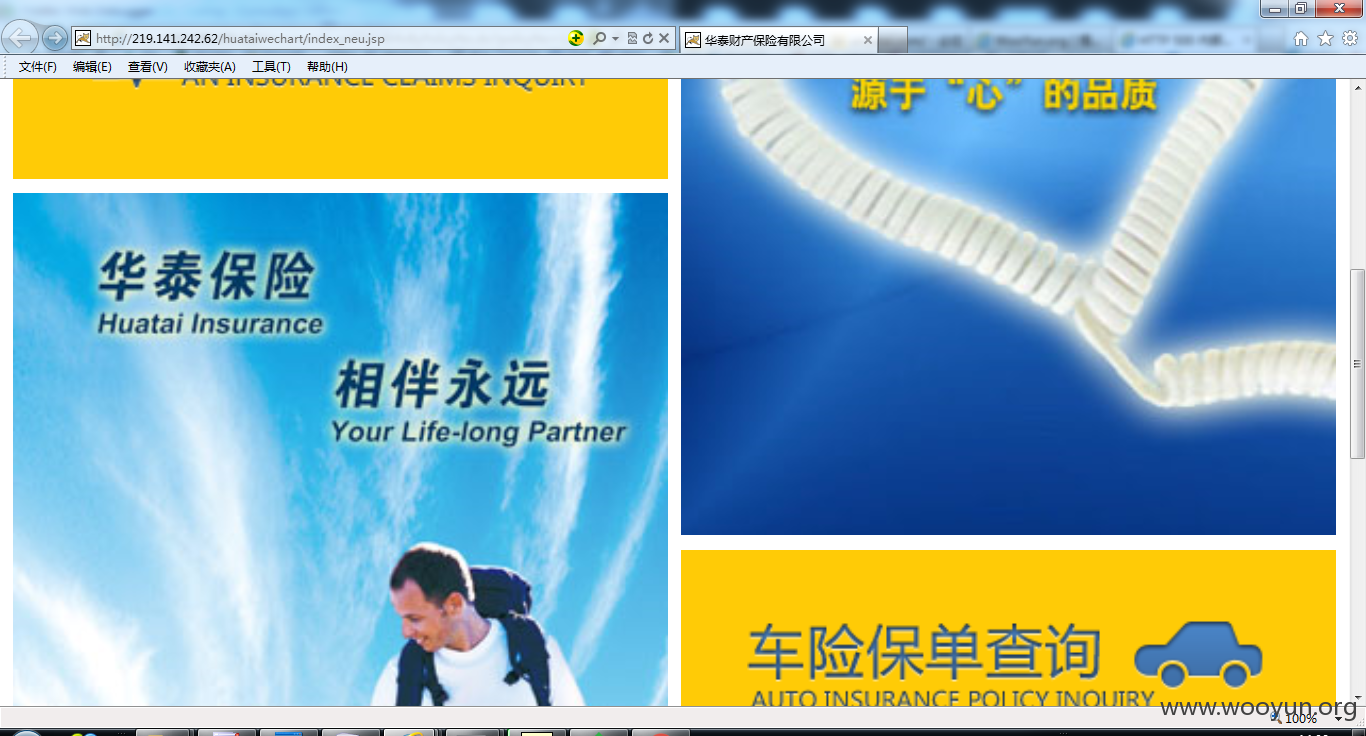 http://219.141.242.62/huataiwechart/index_neu.jsp
华泰财产保险有限公司
文件(F) 编辑(E) 查看(V) 收藏夹(A) 工具(T) 帮助(H)
AN INSURANCE CLAIMS INQUIRY
源于“心”的品质
华泰保险
Huatai Insurance
相伴永远
Your Life-long Partner
车险保单查询
AUTO INSURANCE POLICY INQUIRY
www.wooyun.org
100%